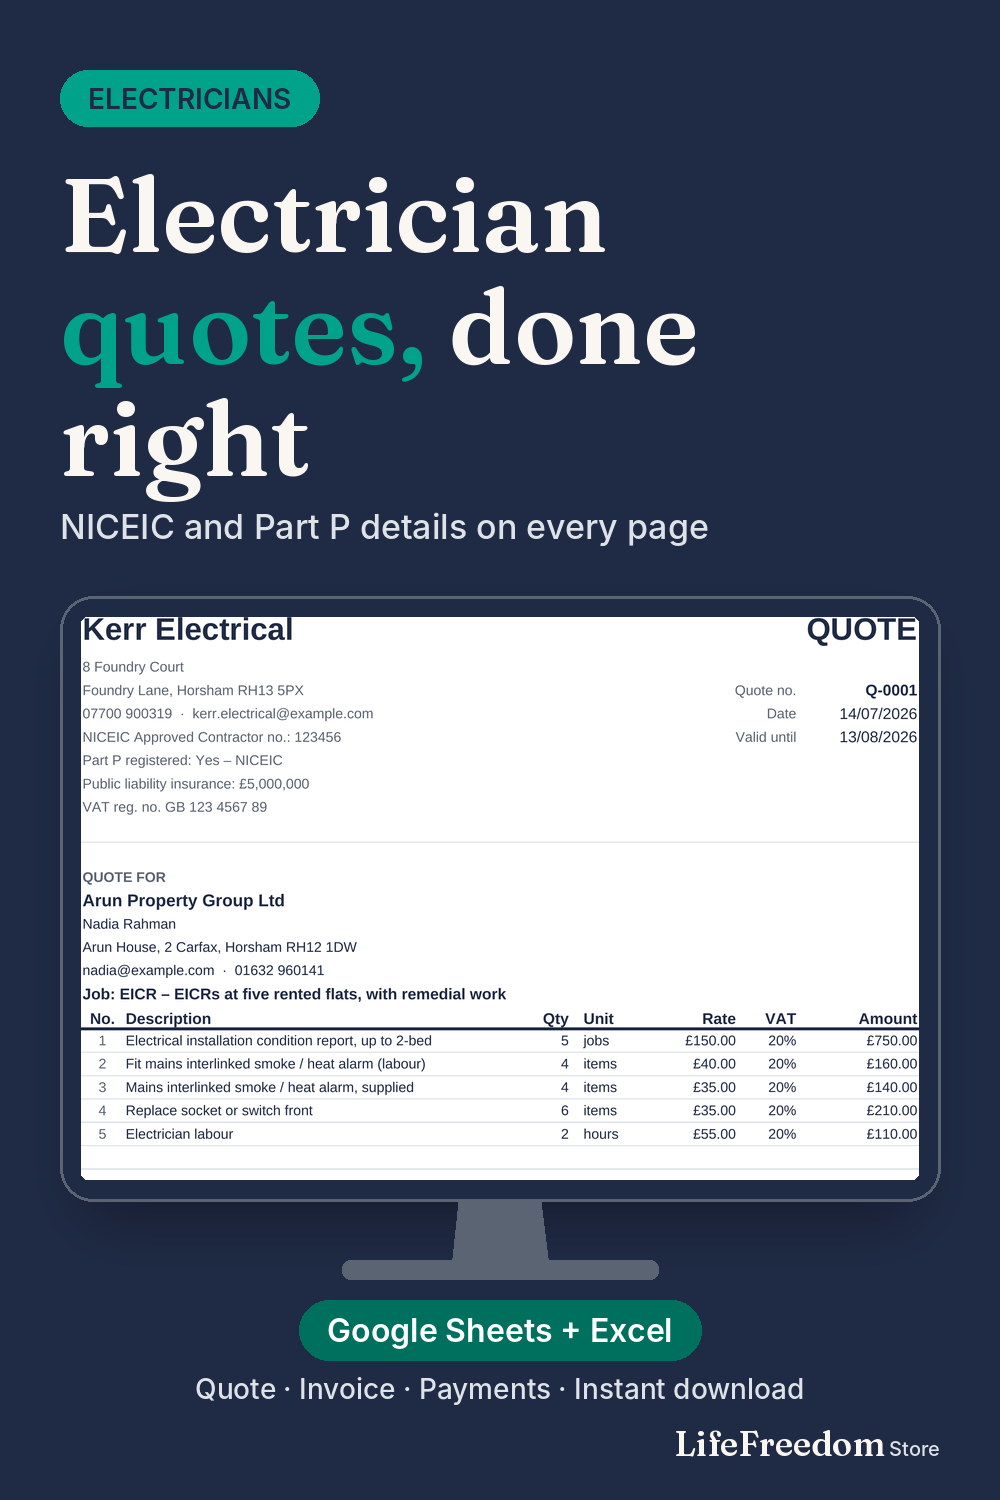 ELECTRICIANS
Electrician
quotes, done
right
NICEIC and Part P details on every page
Kerr Electrical QUOTE
8 Foundry Court
Foundry Lane, Horsham RH13 5PX Quote no. Q-0001
07700 900319 · kerr.electrical@example.com Date 14/07/2026
NICEIC Approved Contractor no.: 123456 Valid until 13/08/2026
Part P registered: Yes – NICEIC
Public liability insurance: £5,000,000
VAT reg. no. GB 123 4567 89
QUOTE FOR
Arun Property Group Ltd
Nadia Rahman
Arun House, 2 Carfax, Horsham RH12 1DW
nadia@example.com · 01632 960141
Job: EICR – EICRs at five rented flats, with remedial work
No. Description Qty Unit Rate VAT Amount
1 Electrical installation condition report, up to 2-bed 5 jobs £150.00 20% £750.00
2 Fit mains interlinked smoke / heat alarm (labour) 4 items £40.00 20% £160.00
3 Mains interlinked smoke / heat alarm, supplied 4 items £35.00 20% £140.00
4 Replace socket or switch front 6 items £35.00 20% £210.00
5 Electrician labour 2 hours £55.00 20% £110.00
Google Sheets + Excel
Quote · Invoice · Payments · Instant download
LifeFreedom Store